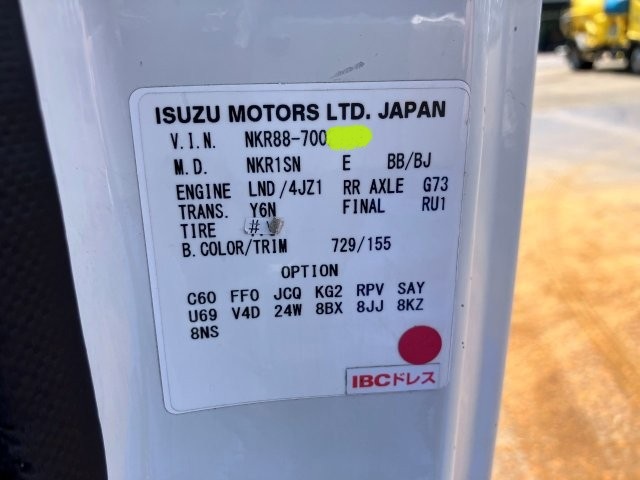 ISUZU MOTORS LTD. JAPAN
V.I.N. NKR88-700
M.D. NKR1SN E BB/BJ
ENGINE LND/4JZ1 RR AXLE G73
TRANS. Y6N FINAL RU1
TIRE #
B.COLOR/TRIM 729/155
OPTION
C60 FF0 JCQ KG2 RPV SAY
U69 V4D 24W 8BX 8JJ 8KZ
8NS
IBCドレス